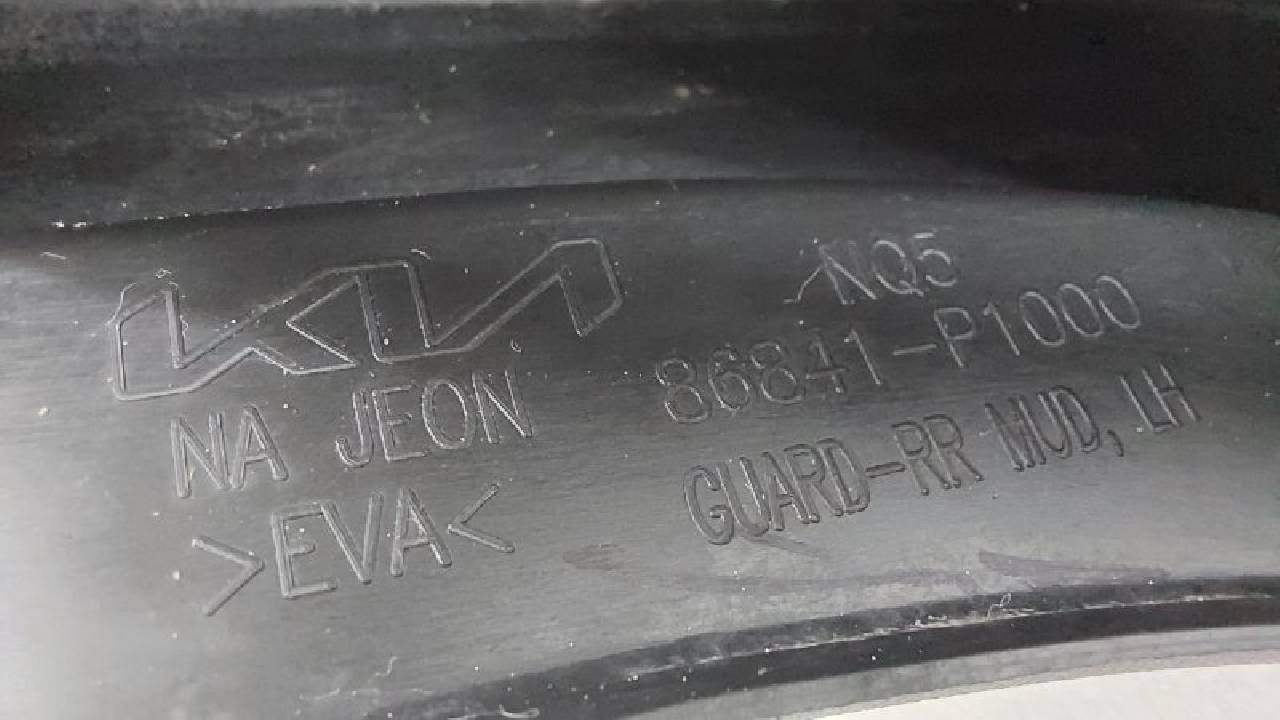 KIA
NA JEON
>EVA<
NQ5
86841-P1000
GUARD-RR MUD, LH